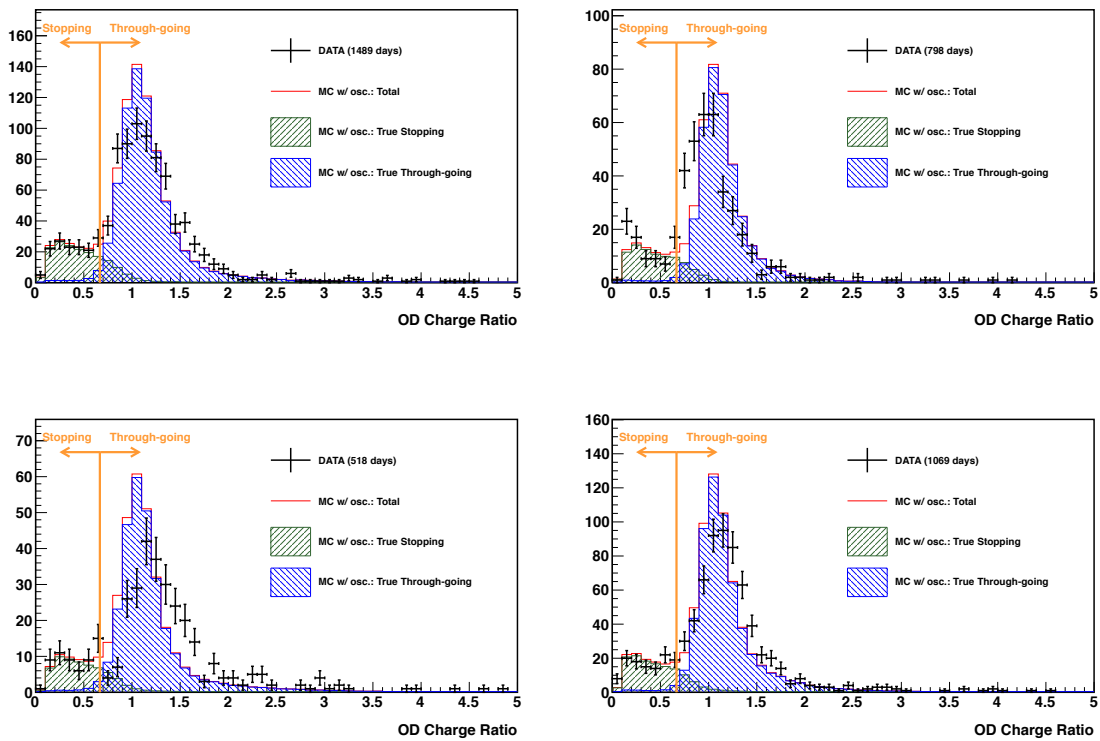 Stopping Through-going
DATA (1489 days)
MC w/ osc.: Total
MC w/ osc.: True Stopping
MC w/ osc.: True Through-going
160
140
120
100
80
60
40
20
0
0 0.5 1 1.5 2 2.5 3 3.5 4 4.5 5
OD Charge Ratio
Stopping Through-going
DATA (798 days)
MC w/ osc.: Total
MC w/ osc.: True Stopping
MC w/ osc.: True Through-going
100
80
60
40
20
0
0 0.5 1 1.5 2 2.5 3 3.5 4 4.5 5
OD Charge Ratio
Stopping Through-going
DATA (518 days)
MC w/ osc.: Total
MC w/ osc.: True Stopping
MC w/ osc.: True Through-going
70
60
50
40
30
20
10
0
0 0.5 1 1.5 2 2.5 3 3.5 4 4.5 5
OD Charge Ratio
Stopping Through-going
DATA (1069 days)
MC w/ osc.: Total
MC w/ osc.: True Stopping
MC w/ osc.: True Through-going
160
140
120
100
80
60
40
20
0
0 0.5 1 1.5 2 2.5 3 3.5 4 4.5 5
OD Charge Ratio